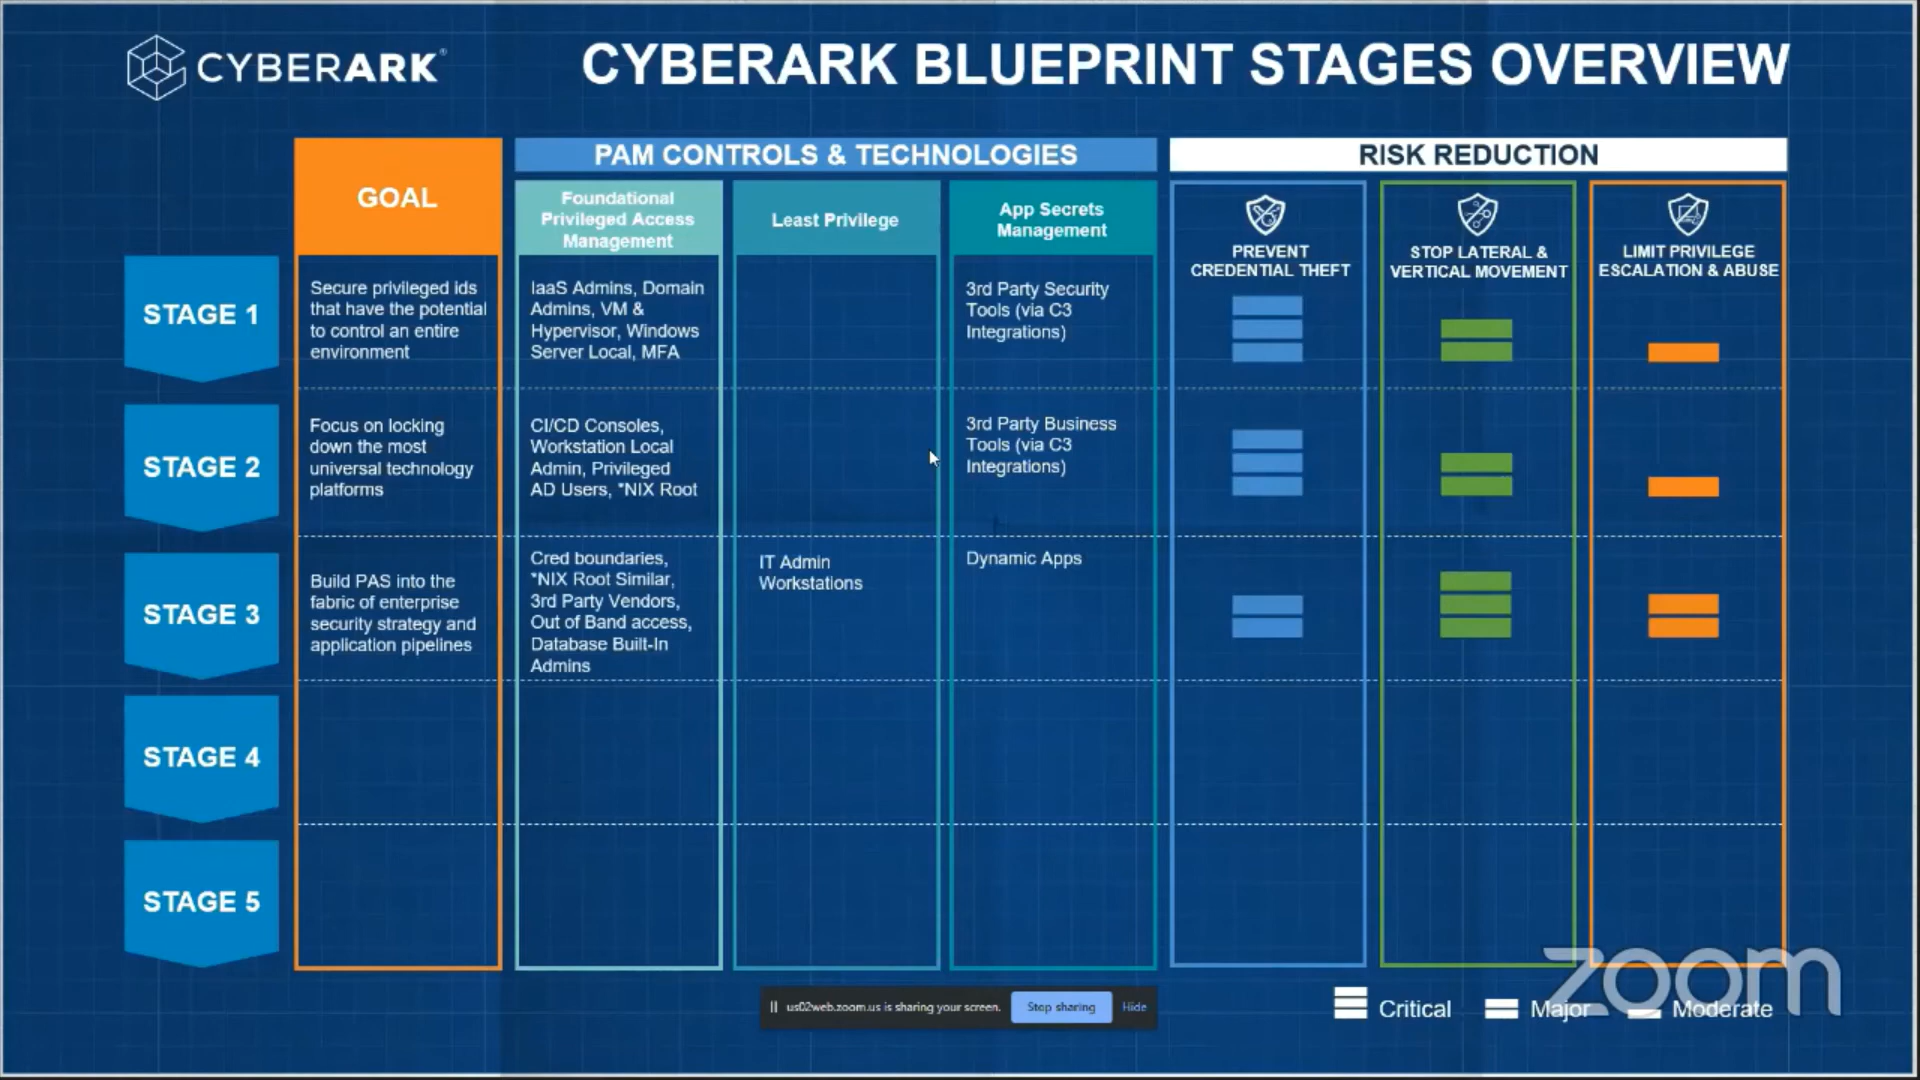 CYBERARK®
CYBERARK BLUEPRINT STAGES OVERVIEW
GOAL
PAM CONTROLS & TECHNOLOGIES
RISK REDUCTION
Foundational
Privileged Access
Management
Least Privilege
App Secrets
Management
PREVENT
CREDENTIAL THEFT
STOP LATERAL &
VERTICAL MOVEMENT
LIMIT PRIVILEGE
ESCALATION & ABUSE
STAGE 1
Secure privileged ids
that have the potential
to control an entire
environment
IaaS Admins, Domain
Admins, VM &
Hypervisor, Windows
Server Local, MFA
3rd Party Security
Tools (via C3
Integrations)
STAGE 2
Focus on locking
down the most
universal technology
platforms
CI/CD Consoles,
Workstation Local
Admin, Privileged
AD Users, *NIX Root
3rd Party Business
Tools (via C3
Integrations)
STAGE 3
Build PAS into the
fabric of enterprise
security strategy and
application pipelines
Cred boundaries,
*NIX Root Similar,
3rd Party Vendors,
Out of Band access,
Database Built-In
Admins
IT Admin
Workstations
Dynamic Apps
STAGE 4
STAGE 5
us02web.zoom.us is sharing your screen.
Stop sharing
Hide
Critical
Major
Moderate
zoom